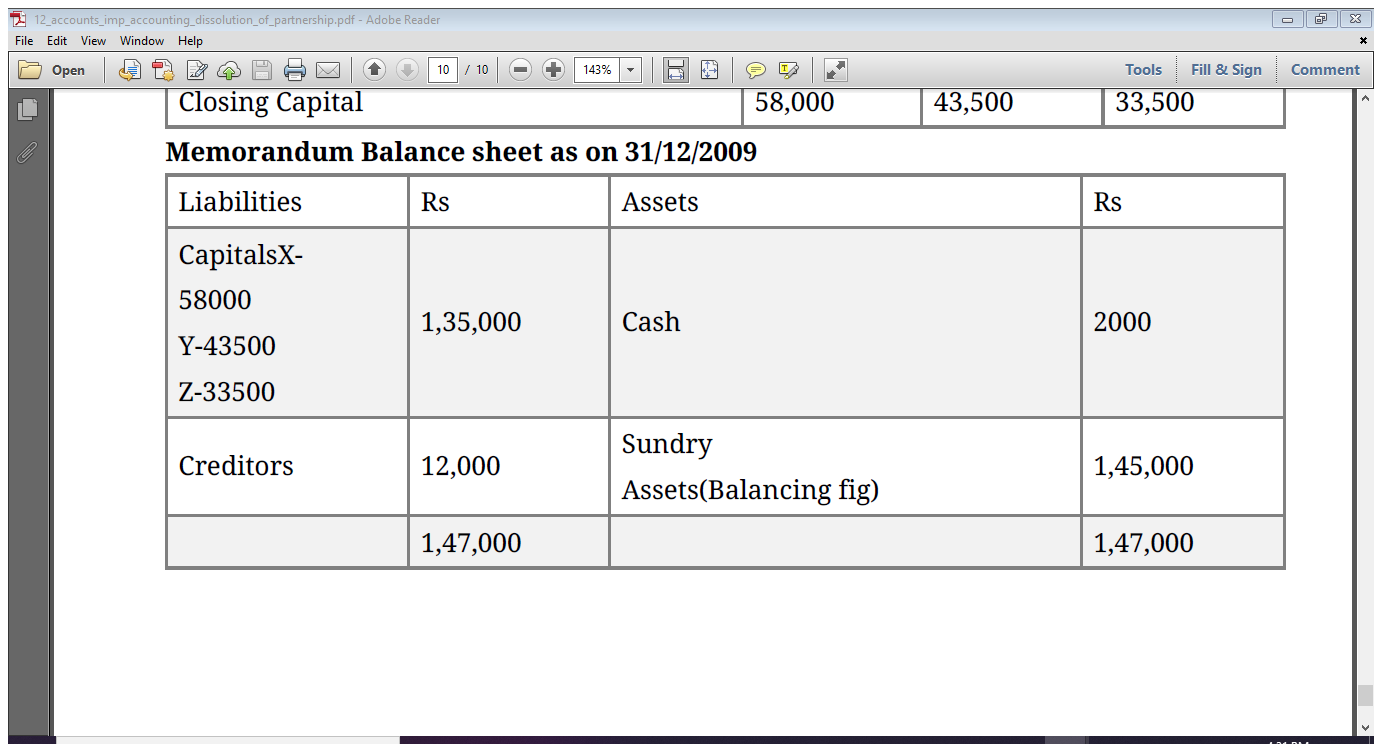 12_accounts_imp_accounting_dissolution_of_partnership.pdf - Adobe Reader
File Edit View Window Help
Open 10 / 10 143% Tools Fill & Sign Comment
Closing Capital 58,000 43,500 33,500
Memorandum Balance sheet as on 31/12/2009
Liabilities Rs Assets Rs
CapitalsX-
58000
Y-43500
Z-33500
1,35,000 Cash 2000
Creditors 12,000
Sundry
Assets(Balancing fig)
1,45,000
1,47,000 1,47,000